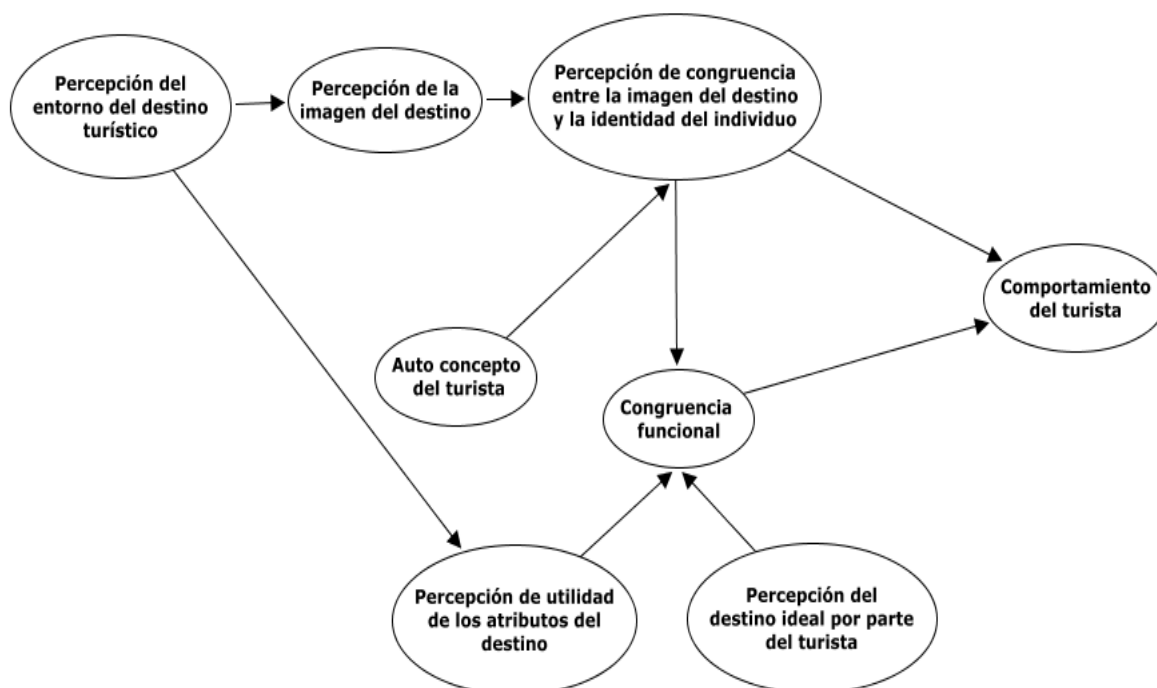 Percepción del
entorno del destino
turístico
Percepción de la
imagen del destino
Percepción de congruencia
entre la imagen del destino
y la identidad del individuo
Comportamiento
del turista
Auto concepto
del turista
Congruencia
funcional
Percepción de utilidad
de los atributos del
destino
Percepción del
destino ideal por parte
del turista